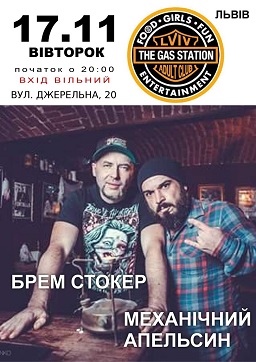 17.11
ВІВТОРОК
початок о 20:00
ВХІД ВІЛЬНИЙ
ВУЛ. ДЖЕРЕЛЬНА, 20
ЛЬВІВ
FOOD · GIRLS · FUN
LVIV
THE GAS STATION
ADULT CLUB
ENTERTAINMENT
БРЕМ СТОКЕР
МЕХАНІЧНИЙ
АПЕЛЬСИН